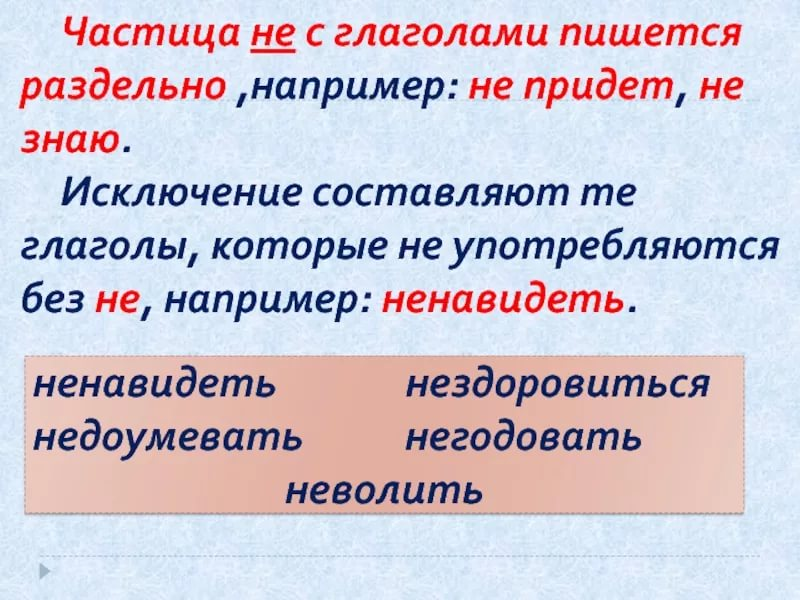 Частица не с глаголами пишется
раздельно ,например: не придет, не
знаю.
Исключение составляют те
глаголы, которые не употребляются
без не, например: ненавидеть.
ненавидеть нездоровиться
недоумевать негодовать
неволить